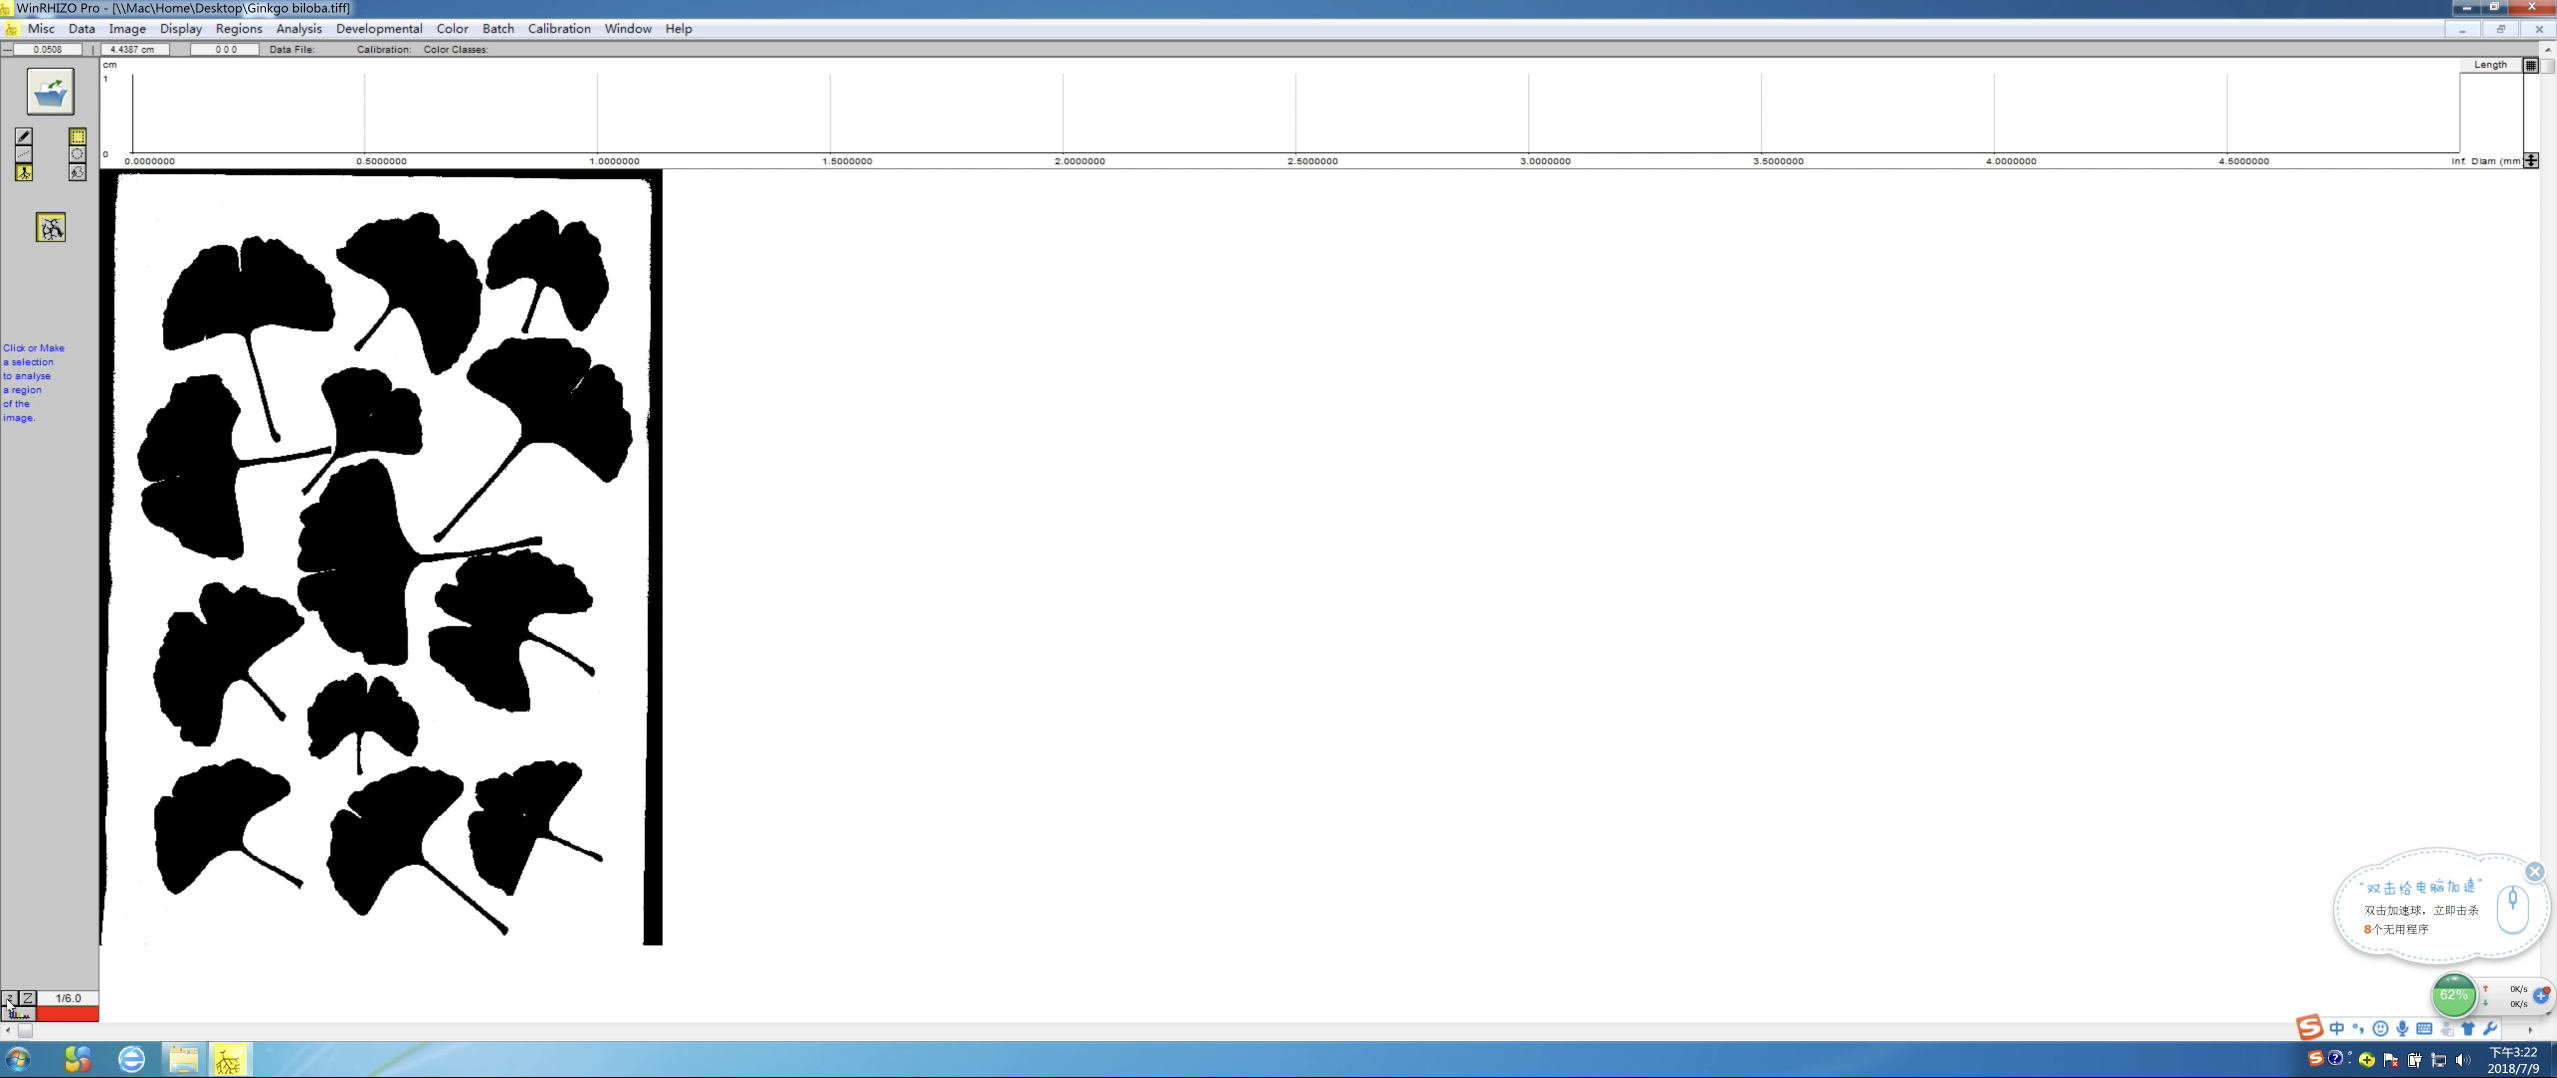 WinRHIZO Pro - [\\Mac\Home\Desktop\Ginkgo biloba.tiff]
Misc Data Image Display Regions Analysis Developmental Color Batch Calibration Window Help
0.0508 4.4387 cm 0 0 0 Data File: Calibration: Color Classes:
cm
Length
1
0
0.0000000 0.5000000 1.0000000 1.5000000 2.0000000 2.5000000 3.0000000 3.5000000 4.0000000 4.5000000 Inf. Diam (mm
Click or Make
a selection
to analyse
a region
of the
image.
"双击给电脑加速"
双击加速球，立即击杀
8个无用程序
z Z 1/6.0
62% 0K/s
0K/s
中
下午3:22
2018/7/9